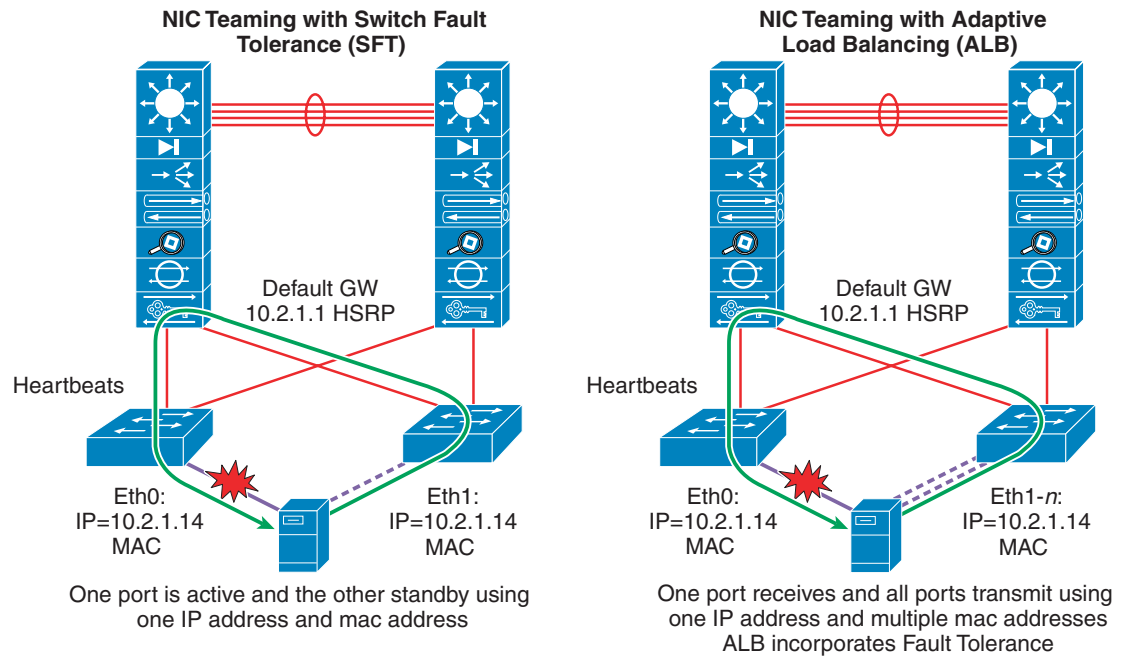 NIC Teaming with Switch Fault
Tolerance (SFT)
Default GW
10.2.1.1 HSRP
Heartbeats
Eth0:
IP=10.2.1.14
MAC
Eth1:
IP=10.2.1.14
MAC
One port is active and the other standby using
one IP address and mac address
NIC Teaming with Adaptive
Load Balancing (ALB)
Default GW
10.2.1.1 HSRP
Heartbeats
Eth0:
IP=10.2.1.14
MAC
Eth1-n:
IP=10.2.1.14
MAC
One port receives and all ports transmit using
one IP address and multiple mac addresses
ALB incorporates Fault Tolerance